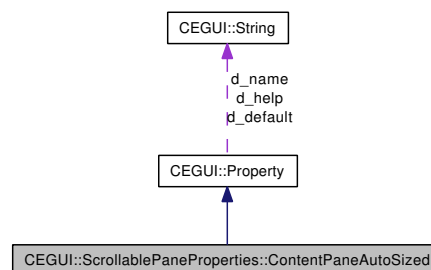 CEGUI::String
d_name
d_help
d_default
CEGUI::Property
CEGUI::ScrollablePaneProperties::ContentPaneAutoSized